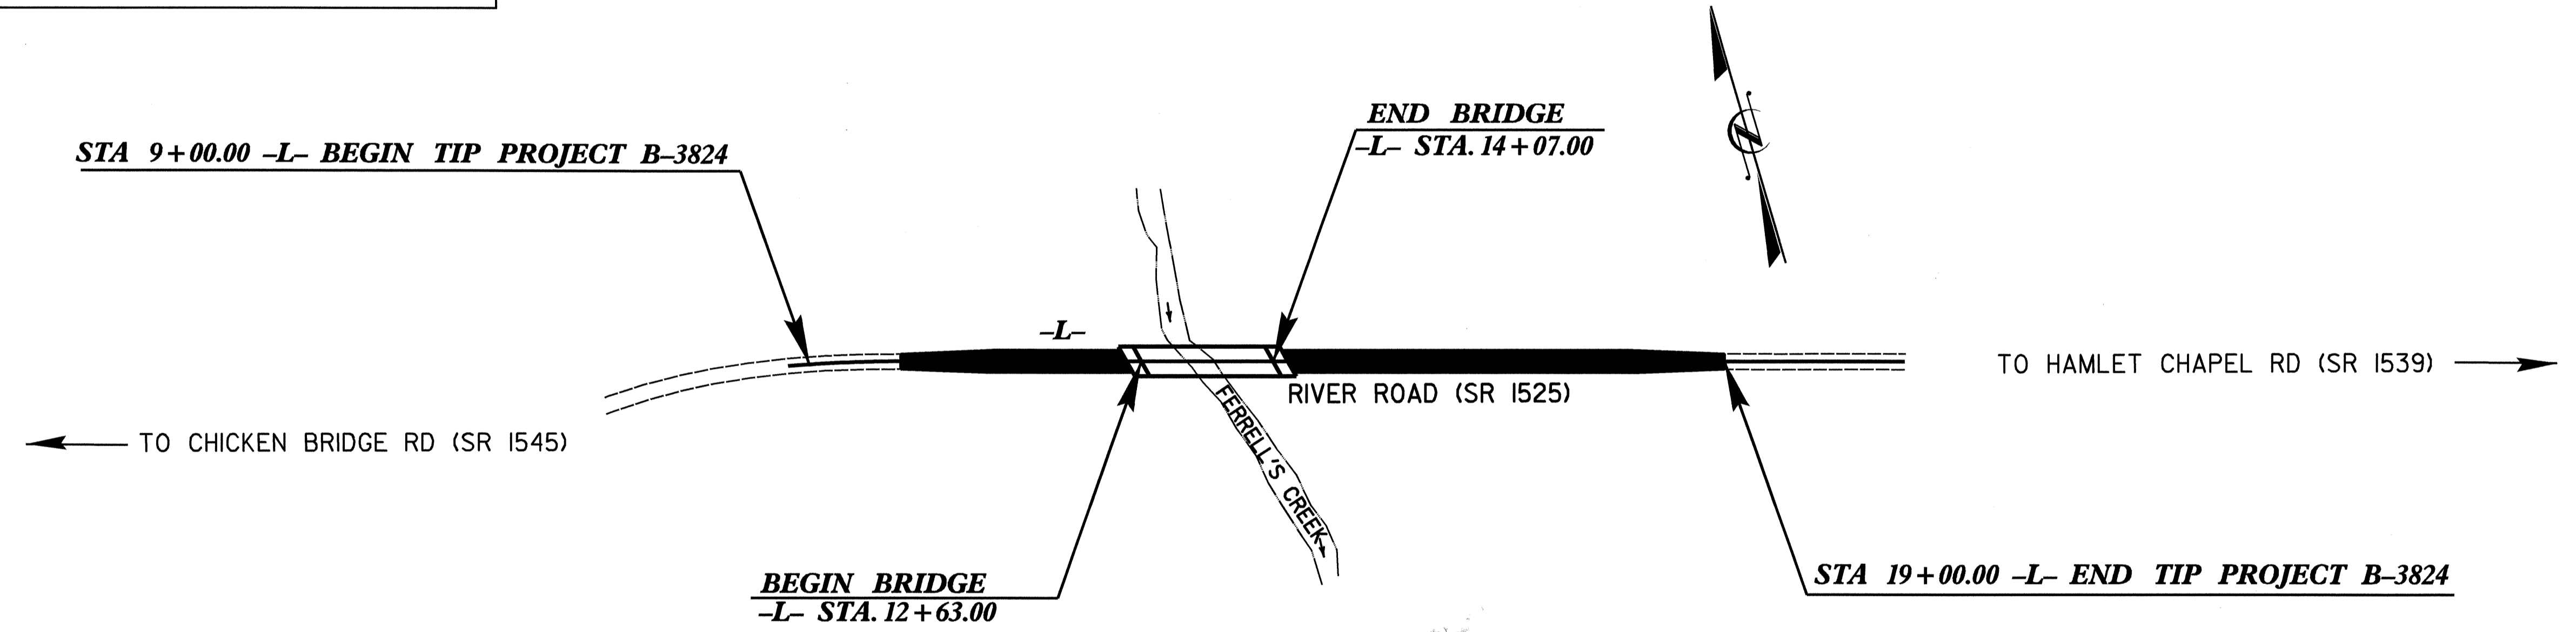 END BRIDGE
-L- STA. 14+07.00
STA 9+00.00 -L- BEGIN TIP PROJECT B-3824
N
-L-
TO HAMLET CHAPEL RD (SR 1539)
RIVER ROAD (SR 1525)
TO CHICKEN BRIDGE RD (SR 1545)
FERRELL'S CREEK
BEGIN BRIDGE
-L- STA. 12+63.00
STA 19+00.00 -L- END TIP PROJECT B-3824